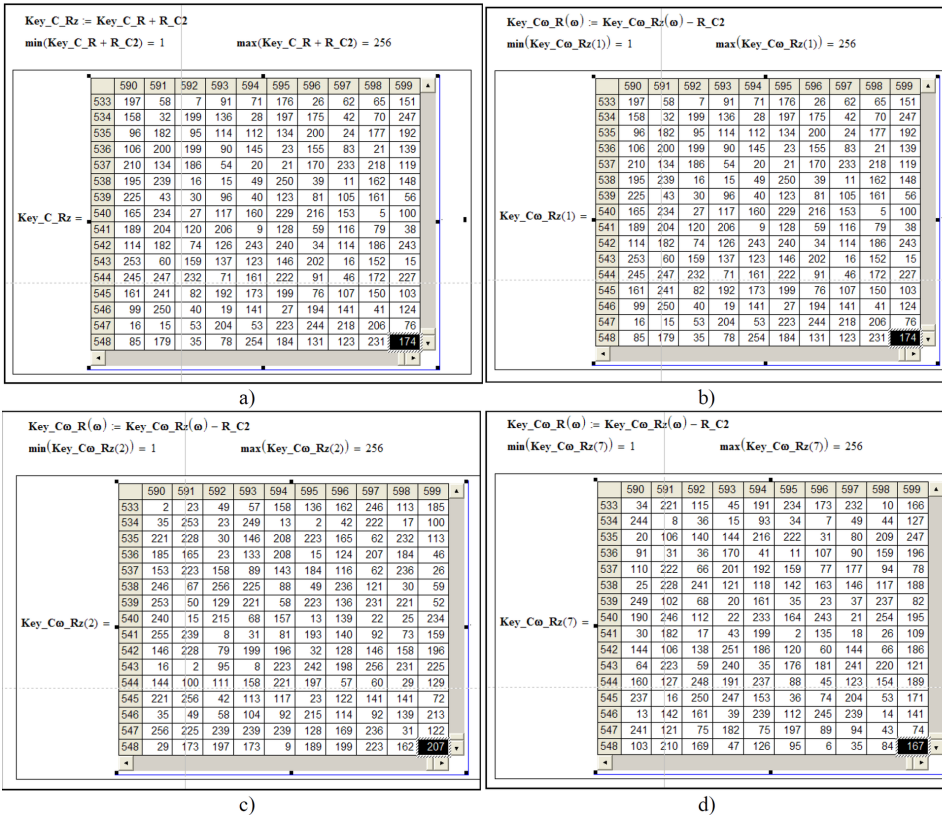 Key_C_Rz := Key_C_R + R_C2
min(Key_C_R + R_C2) = 1 max(Key_C_R + R_C2) = 256
590 591 592 593 594 595 596 597 598 599
533 197 58 7 91 71 176 26 62 65 151
534 158 32 199 136 28 197 175 42 70 247
535 96 182 95 114 112 134 200 24 177 192
536 106 200 199 90 145 23 155 83 21 139
537 210 134 186 54 20 21 170 233 218 119
538 195 239 16 15 49 250 39 11 162 148
539 225 43 30 96 40 123 81 105 161 56
Key_C_Rz = 540 165 234 27 117 160 229 216 153 5 100
541 189 204 120 206 9 128 59 116 79 38
542 114 182 74 126 243 240 34 114 186 243
543 253 60 159 137 123 146 202 16 152 15
544 245 247 232 71 161 222 91 46 172 227
545 161 241 82 192 173 199 76 107 150 103
546 99 250 40 19 141 27 194 141 41 124
547 16 15 53 204 53 223 244 218 206 76
548 85 179 35 78 254 184 131 123 231 174
a)
Key_Cω_R(ω) := Key_Cω_Rz(ω) − R_C2
min(Key_Cω_Rz(1)) = 1 max(Key_Cω_Rz(1)) = 256
590 591 592 593 594 595 596 597 598 599
533 197 58 7 91 71 176 26 62 65 151
534 158 32 199 136 28 197 175 42 70 247
535 96 182 95 114 112 134 200 24 177 192
536 106 200 199 90 145 23 155 83 21 139
537 210 134 186 54 20 21 170 233 218 119
538 195 239 16 15 49 250 39 11 162 148
539 225 43 30 96 40 123 81 105 161 56
Key_Cω_Rz(1) = 540 165 234 27 117 160 229 216 153 5 100
541 189 204 120 206 9 128 59 116 79 38
542 114 182 74 126 243 240 34 114 186 243
543 253 60 159 137 123 146 202 16 152 15
544 245 247 232 71 161 222 91 46 172 227
545 161 241 82 192 173 199 76 107 150 103
546 99 250 40 19 141 27 194 141 41 124
547 16 15 53 204 53 223 244 218 206 76
548 85 179 35 78 254 184 131 123 231 174
b)
Key_Cω_R(ω) := Key_Cω_Rz(ω) − R_C2
min(Key_Cω_Rz(2)) = 1 max(Key_Cω_Rz(2)) = 256
590 591 592 593 594 595 596 597 598 599
533 2 23 49 57 158 136 162 246 113 185
534 35 253 23 249 13 2 42 222 17 100
535 221 228 30 146 208 223 165 62 232 113
536 185 165 23 133 208 15 124 207 184 46
537 153 223 158 89 143 184 116 62 236 26
538 246 67 256 225 88 49 236 121 30 59
539 253 50 129 221 58 223 136 231 221 52
540 240 15 215 68 157 13 139 22 25 234
Key_Cω_Rz(2) = 541 255 239 8 31 81 193 140 92 73 159
542 146 228 79 199 196 32 128 146 158 196
543 16 2 95 8 223 242 198 256 231 225
544 144 100 111 158 221 197 57 60 29 129
545 221 256 42 113 117 23 122 141 141 72
546 35 49 58 104 92 215 114 92 139 213
547 256 225 239 239 239 128 169 236 31 122
548 29 173 197 173 9 189 199 223 162 207
c)
Key_Cω_R(ω) := Key_Cω_Rz(ω) − R_C2
min(Key_Cω_Rz(7)) = 1 max(Key_Cω_Rz(7)) = 256
590 591 592 593 594 595 596 597 598 599
533 34 221 115 45 191 234 173 232 10 166
534 244 8 36 15 93 34 7 49 44 127
535 20 106 140 144 216 222 31 80 209 247
536 91 31 36 170 41 11 107 90 159 196
537 110 222 66 201 192 159 77 177 94 78
538 25 228 241 121 118 142 163 146 117 188
539 249 102 68 20 161 35 23 37 237 82
540 190 246 112 22 233 164 243 21 254 195
Key_Cω_Rz(7) = 541 30 182 17 43 199 2 135 18 26 109
542 144 106 138 251 186 120 60 144 66 186
543 64 223 59 240 35 176 181 241 220 121
544 160 127 248 191 237 88 45 123 154 189
545 237 16 250 247 153 36 74 204 53 171
546 13 142 161 39 239 112 245 239 14 141
547 241 121 75 182 75 197 89 94 43 74
548 103 210 169 47 126 95 6 35 84 167
d)